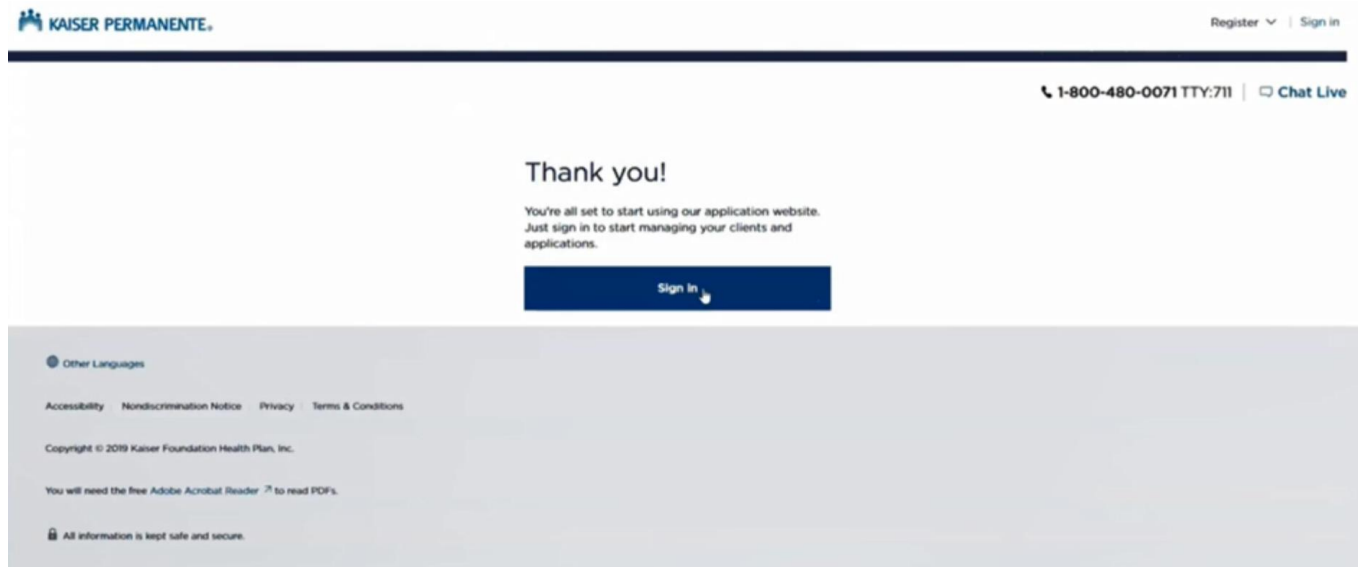 KAISER PERMANENTE®
Register | Sign in
1-800-480-0071 TTY:711 | Chat Live
Thank you!
You're all set to start using our application website.
Just sign in to start managing your clients and
applications.
Sign In
Other Languages
Accessibility | Nondiscrimination Notice | Privacy | Terms & Conditions
Copyright © 2019 Kaiser Foundation Health Plan, Inc.
You will need the free Adobe Acrobat Reader to read PDFs.
All information is kept safe and secure.